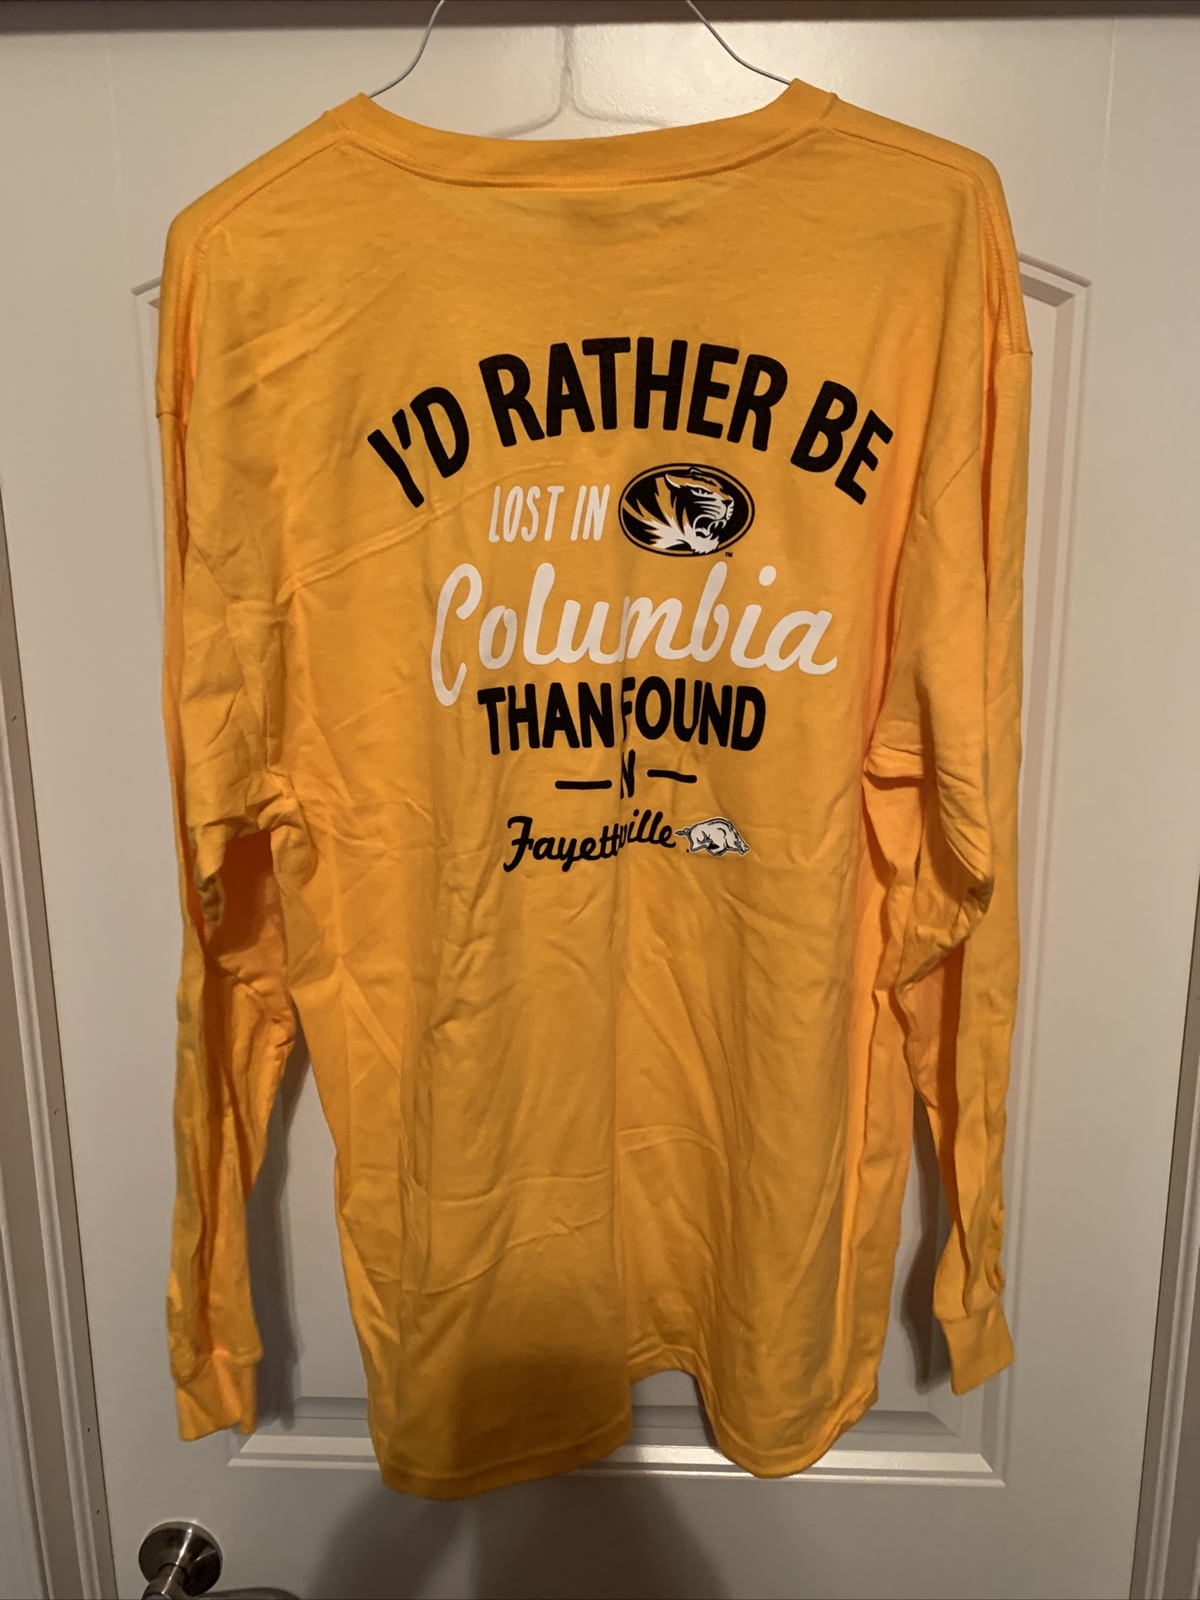 I'D RATHER BE
LOST IN
Columbia
THAN FOUND
— IN —
Fayetteville